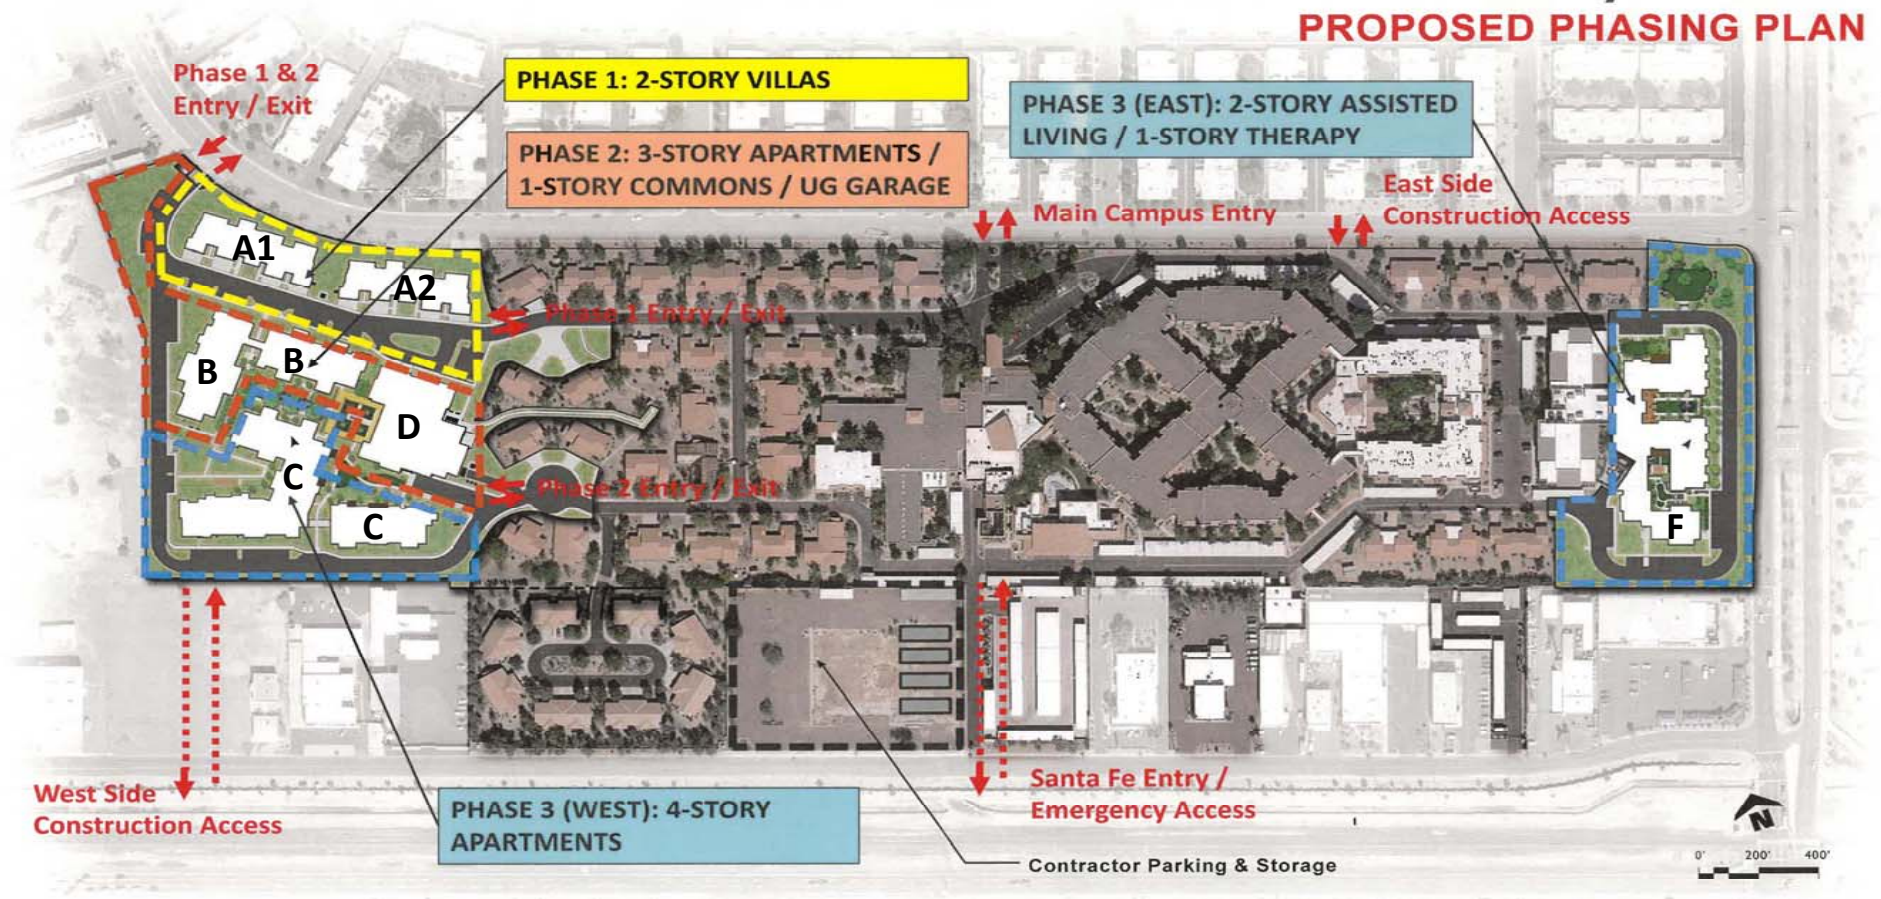 PROPOSED PHASING PLAN
Phase 1 & 2
Entry / Exit
PHASE 1: 2-STORY VILLAS
PHASE 2: 3-STORY APARTMENTS /
1-STORY COMMONS / UG GARAGE
PHASE 3 (EAST): 2-STORY ASSISTED
LIVING / 1-STORY THERAPY
Main Campus Entry
East Side
Construction Access
A1
A2
Phase 1 Entry / Exit
B
B
D
C
C
Phase 2 Entry / Exit
F
West Side
Construction Access
PHASE 3 (WEST): 4-STORY
APARTMENTS
Santa Fe Entry /
Emergency Access
Contractor Parking & Storage
N
0' 200' 400'